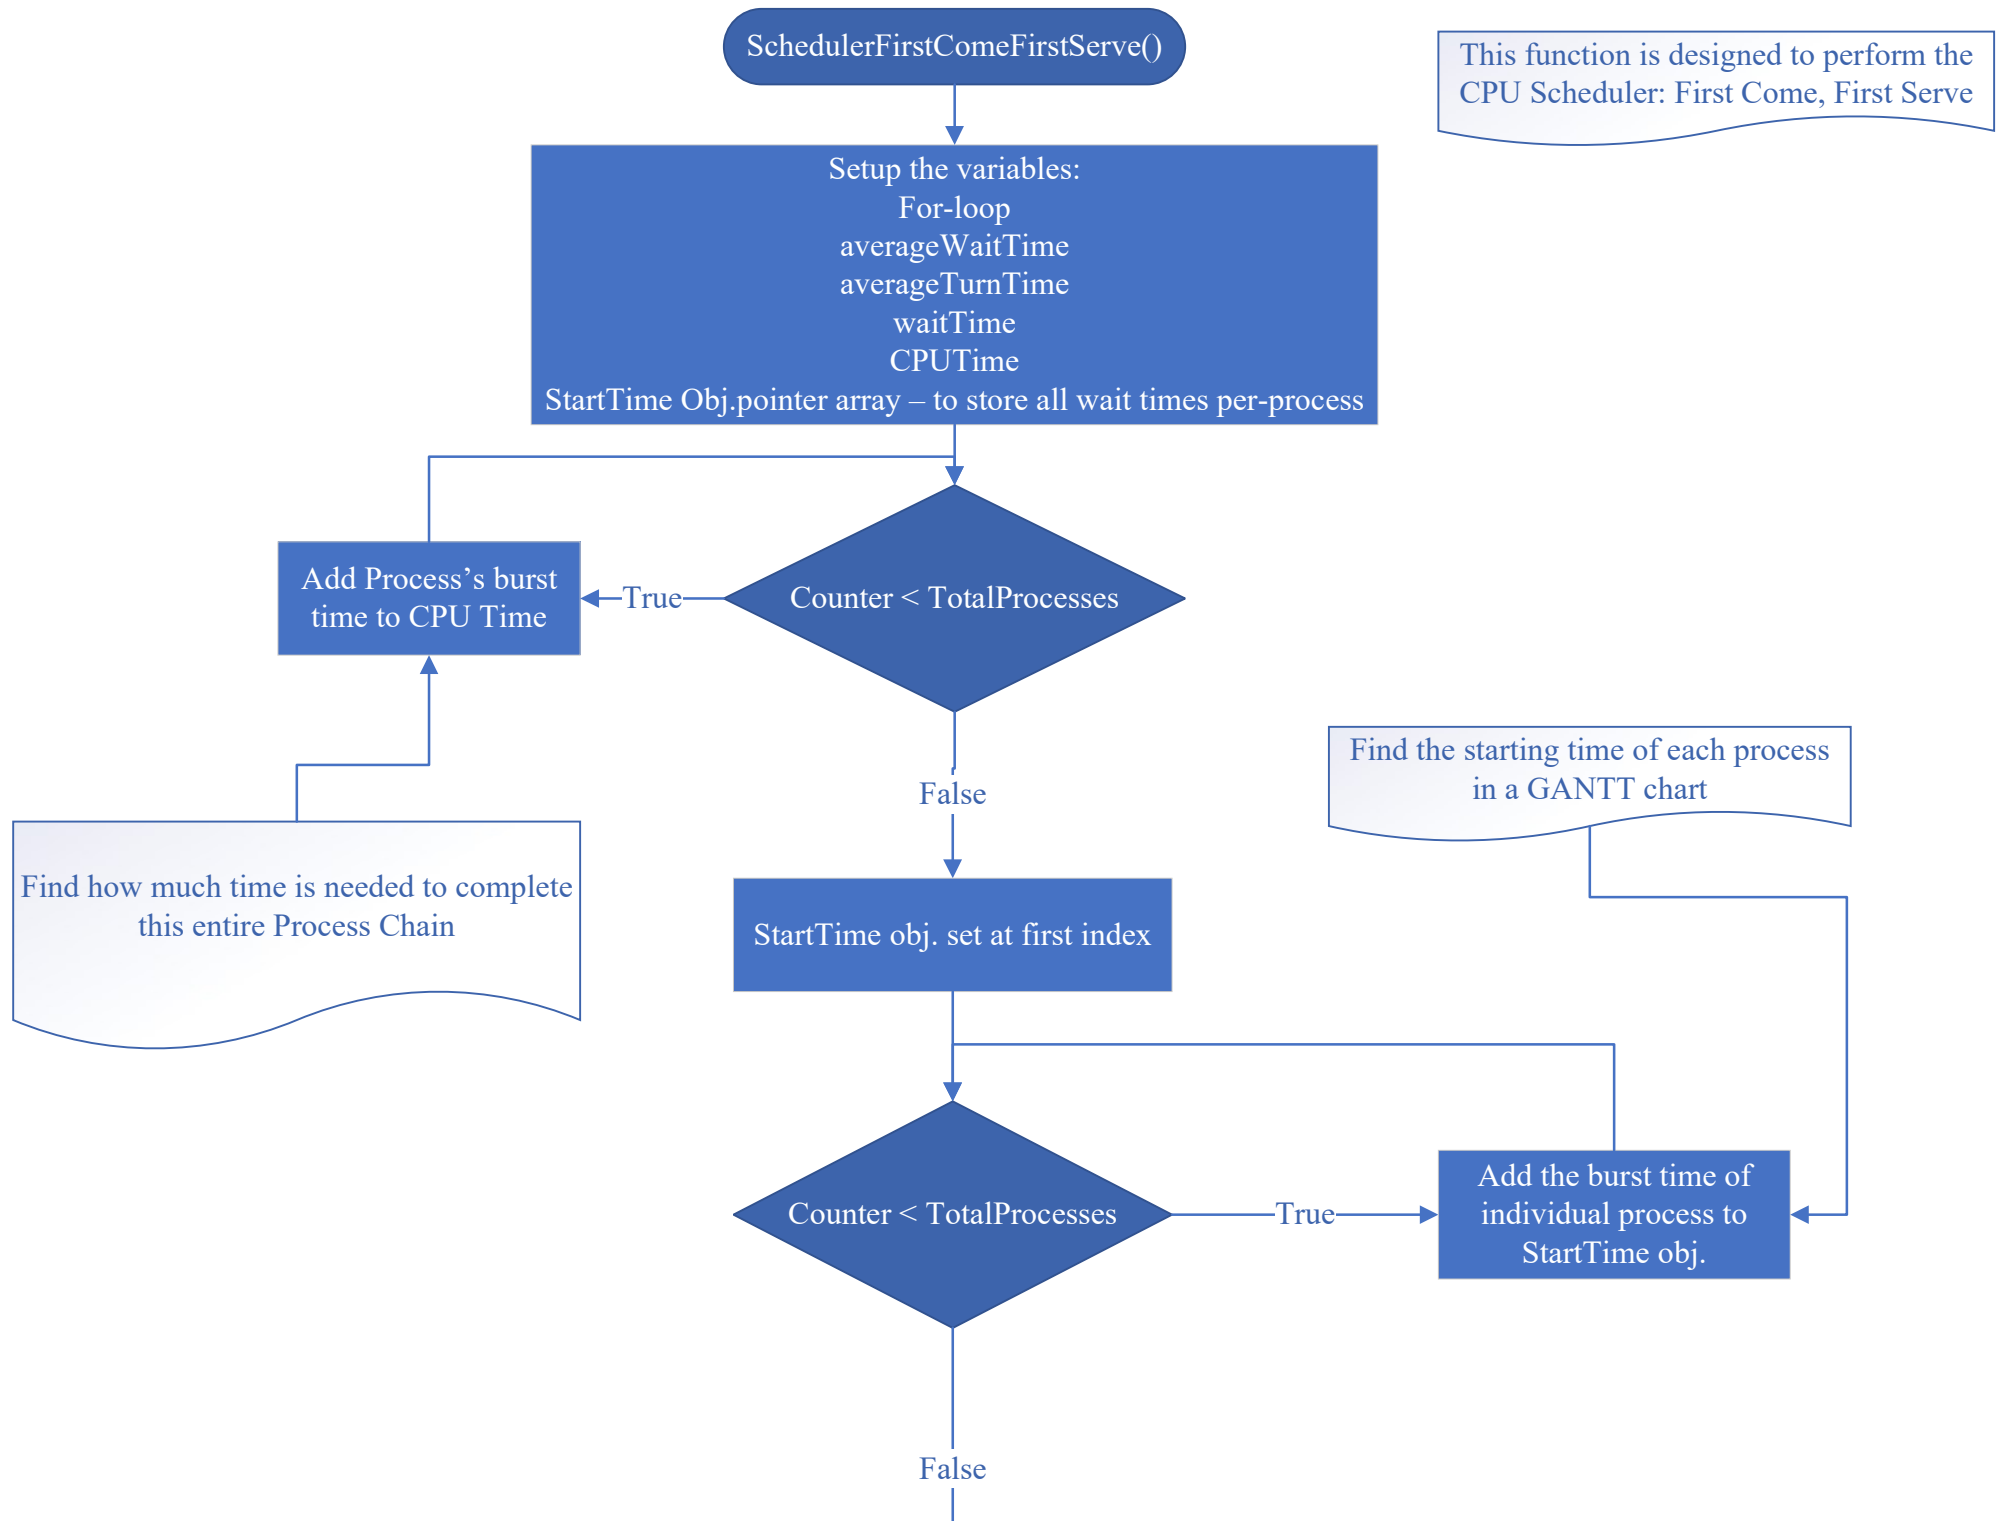 SchedulerFirstComeFirstServe()
This function is designed to perform the
CPU Scheduler: First Come, First Serve
Setup the variables:
For-loop
averageWaitTime
averageTurnTime
waitTime
CPUTime
StartTime Obj.pointer array – to store all wait times per-process
Counter < TotalProcesses
True
Add Process’s burst
time to CPU Time
Find how much time is needed to complete
this entire Process Chain
False
Find the starting time of each process
in a GANTT chart
StartTime obj. set at first index
Counter < TotalProcesses
True
Add the burst time of
individual process to
StartTime obj.
False